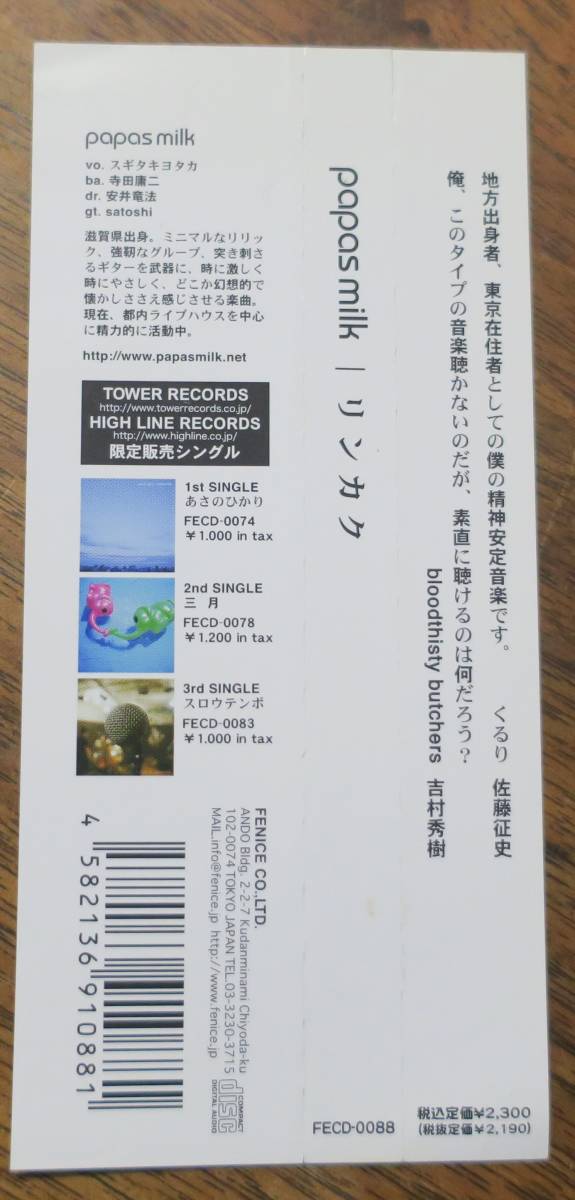 papas milk
vo. スギタキヨタカ
ba. 寺田庸二
dr. 安井竜法
gt. satoshi
滋賀県出身。ミニマルなリリッ
ク、強靭なグルーブ、突き刺さ
るギターを武器に、時に激しく
時にやさしく、どこか幻想的で
懐かしささえ感じさせる楽曲。
現在、都内ライブハウスを中心
に精力的に活動中。
http://www.papasmilk.net
TOWER RECORDS
http://www.towerrecords.co.jp/
HIGH LINE RECORDS
http://www.highline.co.jp/
限定販売シングル
1st SINGLE
あさのひかり
FECD-0074
￥1.000 in tax
2nd SINGLE
三 月
FECD-0078
￥1.200 in tax
3rd SINGLE
スロウテンポ
FECD-0083
￥1.000 in tax
FENICE CO.,LTD.
ANDO Bldg. 2-2-7 Kudanminami Chiyoda-ku
102-0074 TOKYO JAPAN TEL.03-3230-3715
MAIL.info@fenice.jp http://www.fenice.jp
4 582136 910881
COMPACT
disc
DIGITAL AUDIO
papas milk | リンカク
FECD-0088
地方出身者、東京在住者としての僕の精神安定音楽です。 くるり 佐藤征史
俺、このタイプの音楽聴かないのだが、素直に聴けるのは何だろう？
bloodthisty butchers 吉村秀樹
税込定価¥2,300
(税抜定価¥2,190)